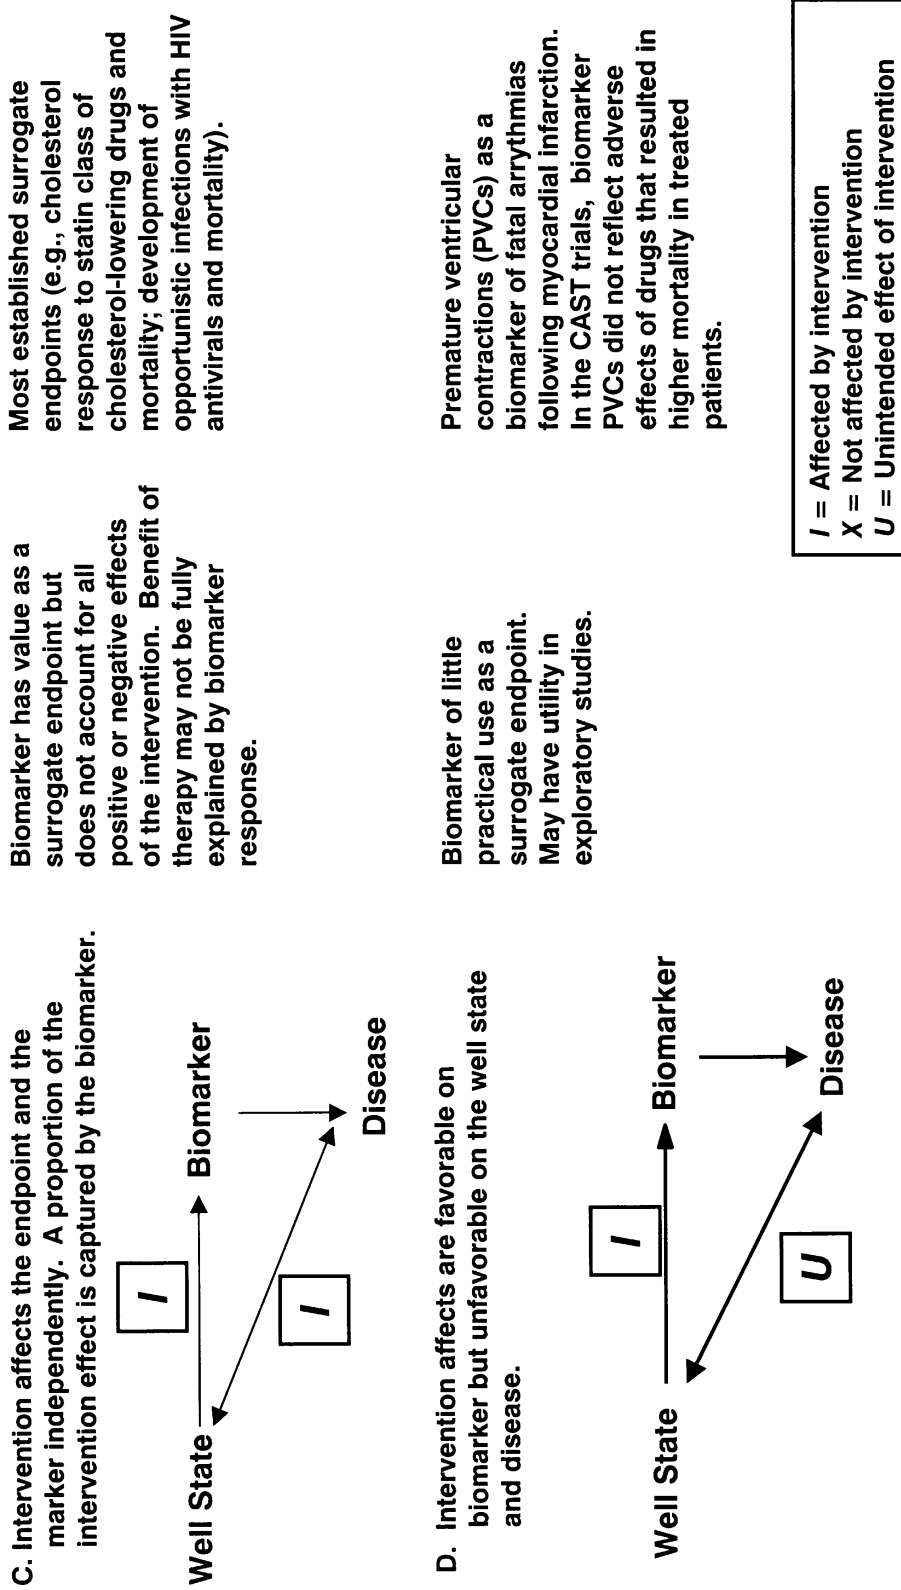 C. Intervention affects the endpoint and the
marker independently. A proportion of the
intervention effect is captured by the biomarker.
I
Well State
Biomarker
I
Disease
Biomarker has value as a
surrogate endpoint but
does not account for all
positive or negative effects
of the intervention. Benefit of
therapy may not be fully
explained by biomarker
response.
Most established surrogate
endpoints (e.g., cholesterol
response to statin class of
cholesterol-lowering drugs and
mortality; development of
opportunistic infections with HIV
antivirals and mortality).
D. Intervention affects are favorable on
biomarker but unfavorable on the well state
and disease.
I
Well State
Biomarker
U
Disease
Biomarker of little
practical use as a
surrogate endpoint.
May have utility in
exploratory studies.
Premature ventricular
contractions (PVCs) as a
biomarker of fatal arrythmias
following myocardial infarction.
In the CAST trials, biomarker
PVCs did not reflect adverse
effects of drugs that resulted in
higher mortality in treated
patients.
I = Affected by intervention
X = Not affected by intervention
U = Unintended effect of intervention